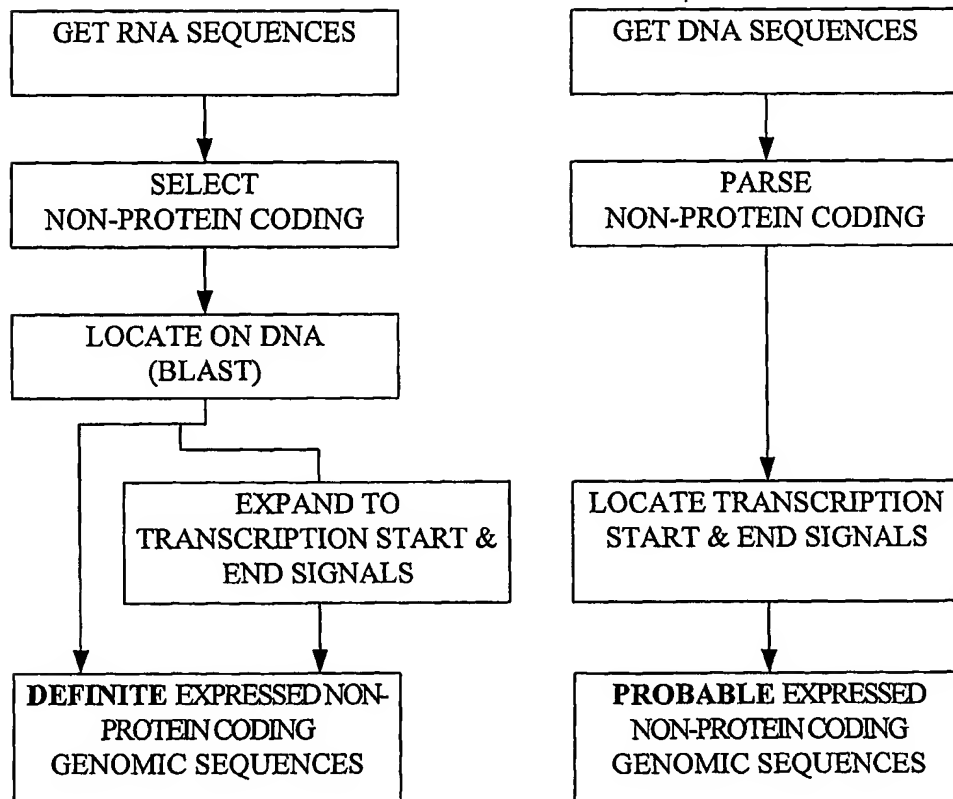 GET RNA SEQUENCES
SELECT
NON-PROTEIN CODING
LOCATE ON DNA
(BLAST)
EXPAND TO
TRANSCRIPTION START &
END SIGNALS
DEFINITE EXPRESSED NON-
PROTEIN CODING
GENOMIC SEQUENCES
GET DNA SEQUENCES
PARSE
NON-PROTEIN CODING
LOCATE TRANSCRIPTION
START & END SIGNALS
PROBABLE EXPRESSED
NON-PROTEIN CODING
GENOMIC SEQUENCES